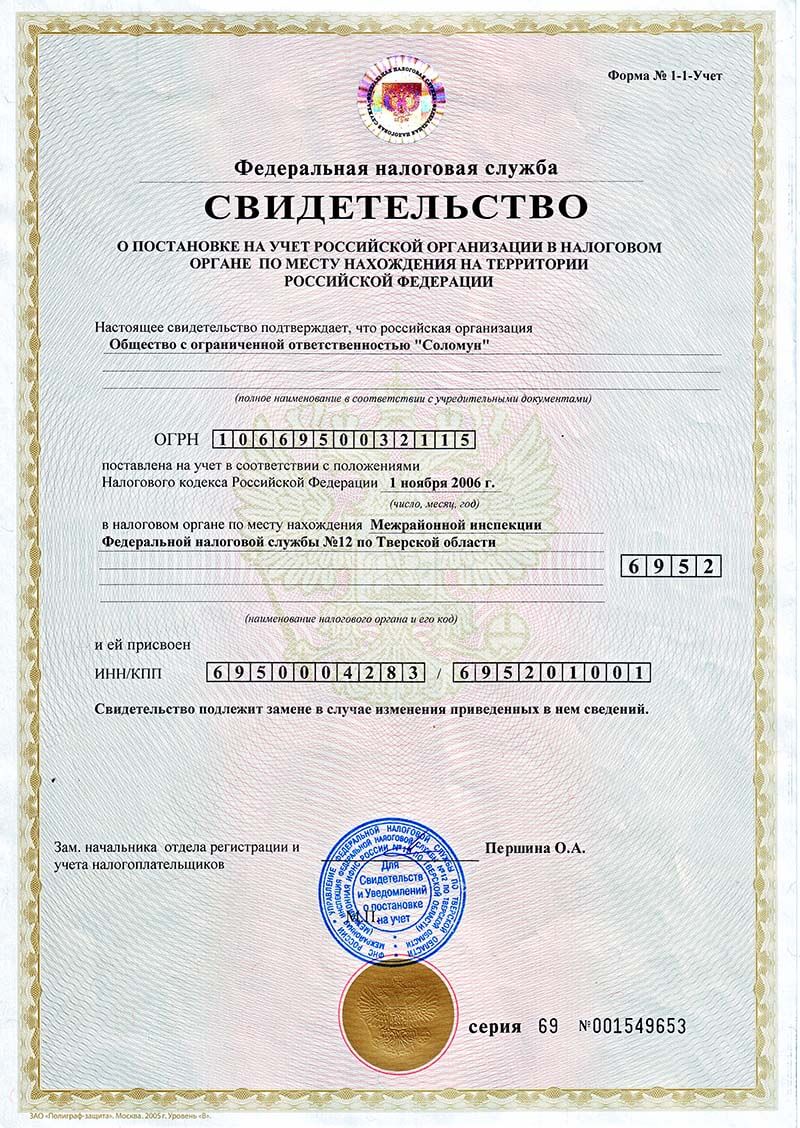 Форма № 1-1-Учет
Федеральная налоговая служба
СВИДЕТЕЛЬСТВО
О ПОСТАНОВКЕ НА УЧЕТ РОССИЙСКОЙ ОРГАНИЗАЦИИ В НАЛОГОВОМ
ОРГАНЕ ПО МЕСТУ НАХОЖДЕНИЯ НА ТЕРРИТОРИИ
РОССИЙСКОЙ ФЕДЕРАЦИИ
Настоящее свидетельство подтверждает, что российская организация
Общество с ограниченной ответственностью "Соломун"
(полное наименование в соответствии с учредительными документами)
ОГРН 1066950032115
поставлена на учет в соответствии с положениями
Налогового кодекса Российской Федерации 1 ноября 2006 г.
(число, месяц, год)
в налоговом органе по месту нахождения Межрайонной инспекции
Федеральной налоговой службы №12 по Тверской области
6952
(наименование налогового органа и его код)
и ей присвоен
ИНН/КПП 6950004283 / 695201001
Свидетельство подлежит замене в случае изменения приведенных в нем сведений.
Зам. начальника отдела регистрации и
учета налогоплательщиков
Першина О.А.
Для
Свидетельств
и Уведомлений
о постановке
на учет
М.П.
серия 69 №001549653
ЗАО «Полиграф-защита». Москва. 2005 г. Уровень «В».